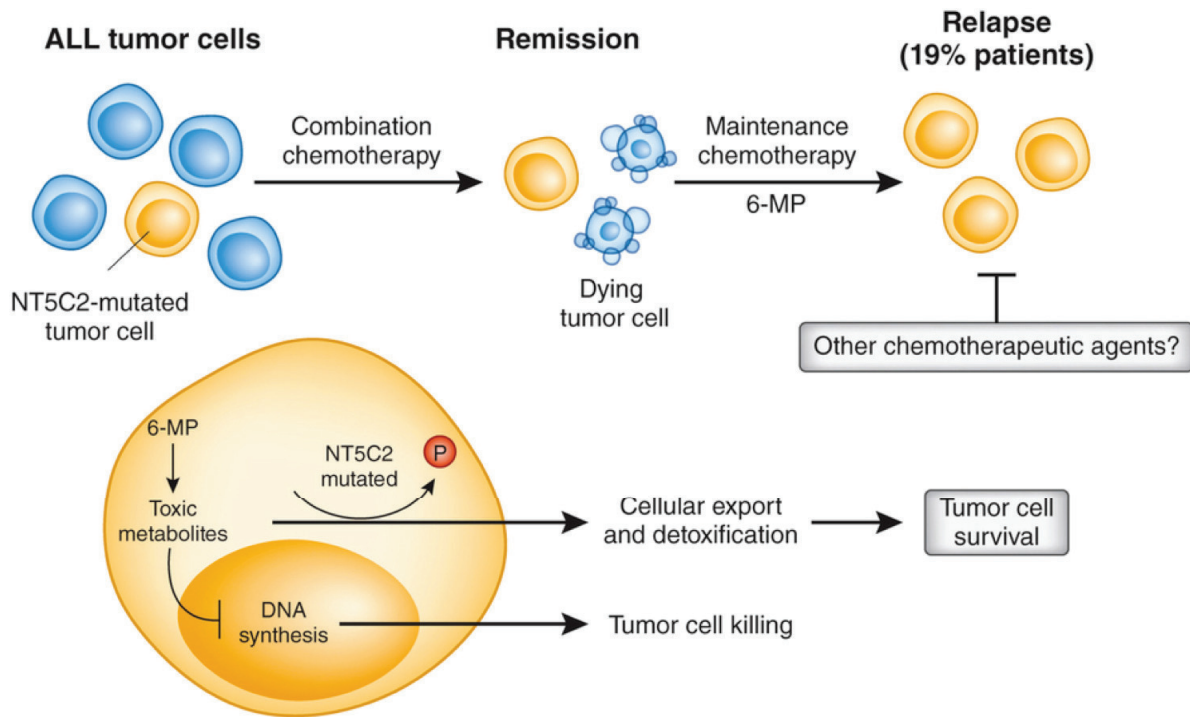 ALL tumor cells
Remission
Relapse
(19% patients)
Combination
chemotherapy
Maintenance
chemotherapy
6-MP
NT5C2-mutated
tumor cell
Dying
tumor cell
Other chemotherapeutic agents?
6-MP
Toxic
metabolites
NT5C2
mutated
P
Cellular export
and detoxification
Tumor cell
survival
DNA
synthesis
Tumor cell killing